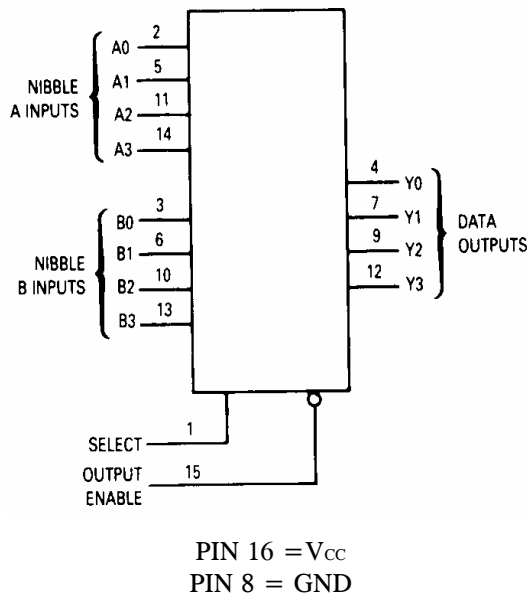 A0 2
A1 5
A2 11
A3 14
NIBBLE
A INPUTS
B0 3
B1 6
B2 10
B3 13
NIBBLE
B INPUTS
4 Y0
7 Y1
9 Y2
12 Y3
DATA
OUTPUTS
SELECT 1
OUTPUT
ENABLE
15
PIN 16 =Vcc
PIN 8 = GND